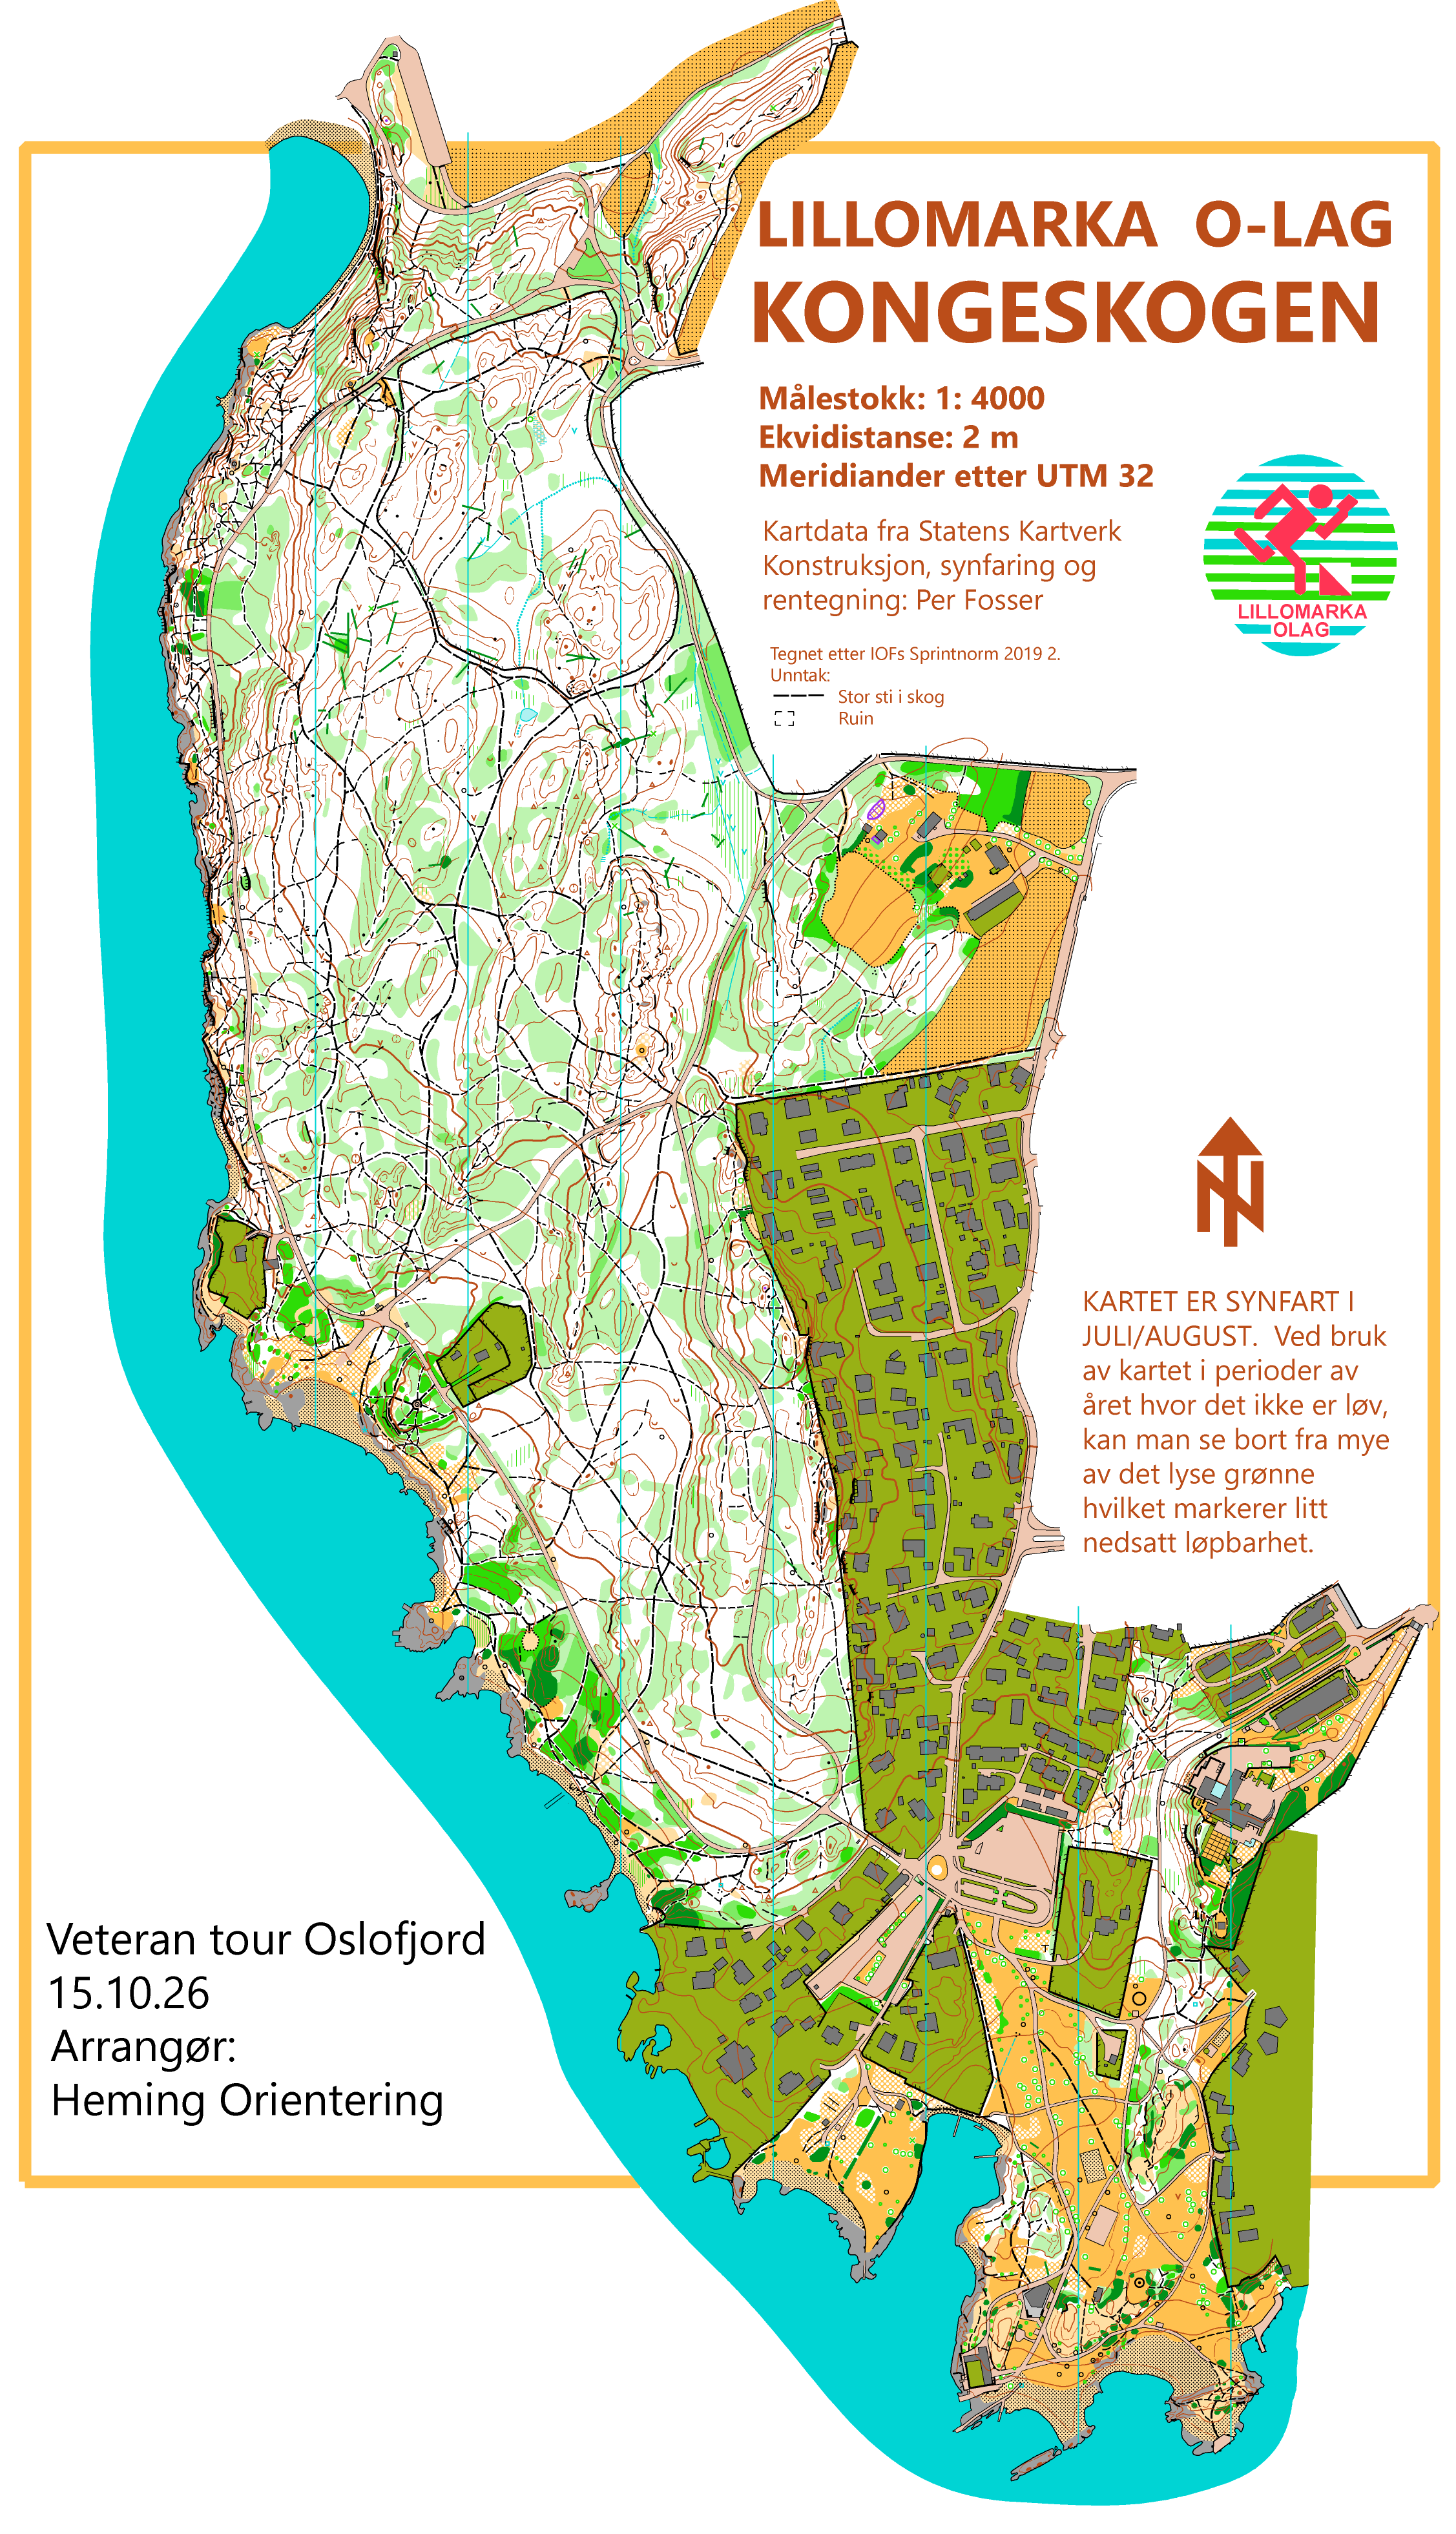 LILLOMARKA O-LAG
KONGESKOGEN
Målestokk: 1: 4000
Ekvidistanse: 2 m
Meridiander etter UTM 32
Kartdata fra Statens Kartverk
Konstruksjon, synfaring og
rentegning: Per Fosser
LILLOMARKA
OLAG
Tegnet etter IOFs Sprintnorm 2019 2.
Unntak:
Stor sti i skog
Ruin
N
KARTET ER SYNFART I
JULI/AUGUST. Ved bruk
av kartet i perioder av
året hvor det ikke er løv,
kan man se bort fra mye
av det lyse grønne
hvilket markerer litt
nedsatt løpbarhet.
Veteran tour Oslofjord
15.10.26
Arrangør:
Heming Orientering